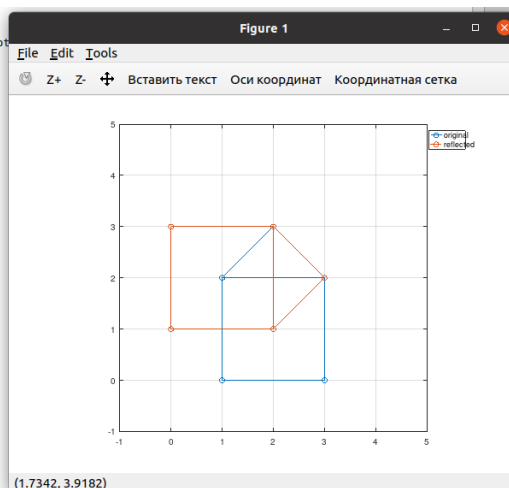 Figure 1
File Edit Tools
Z+ Z- Вставить текст Оси координат Координатная сетка
original
reflected
5
4
3
2
1
0
-1
-1 0 1 2 3 4 5
(1.7342, 3.9182)